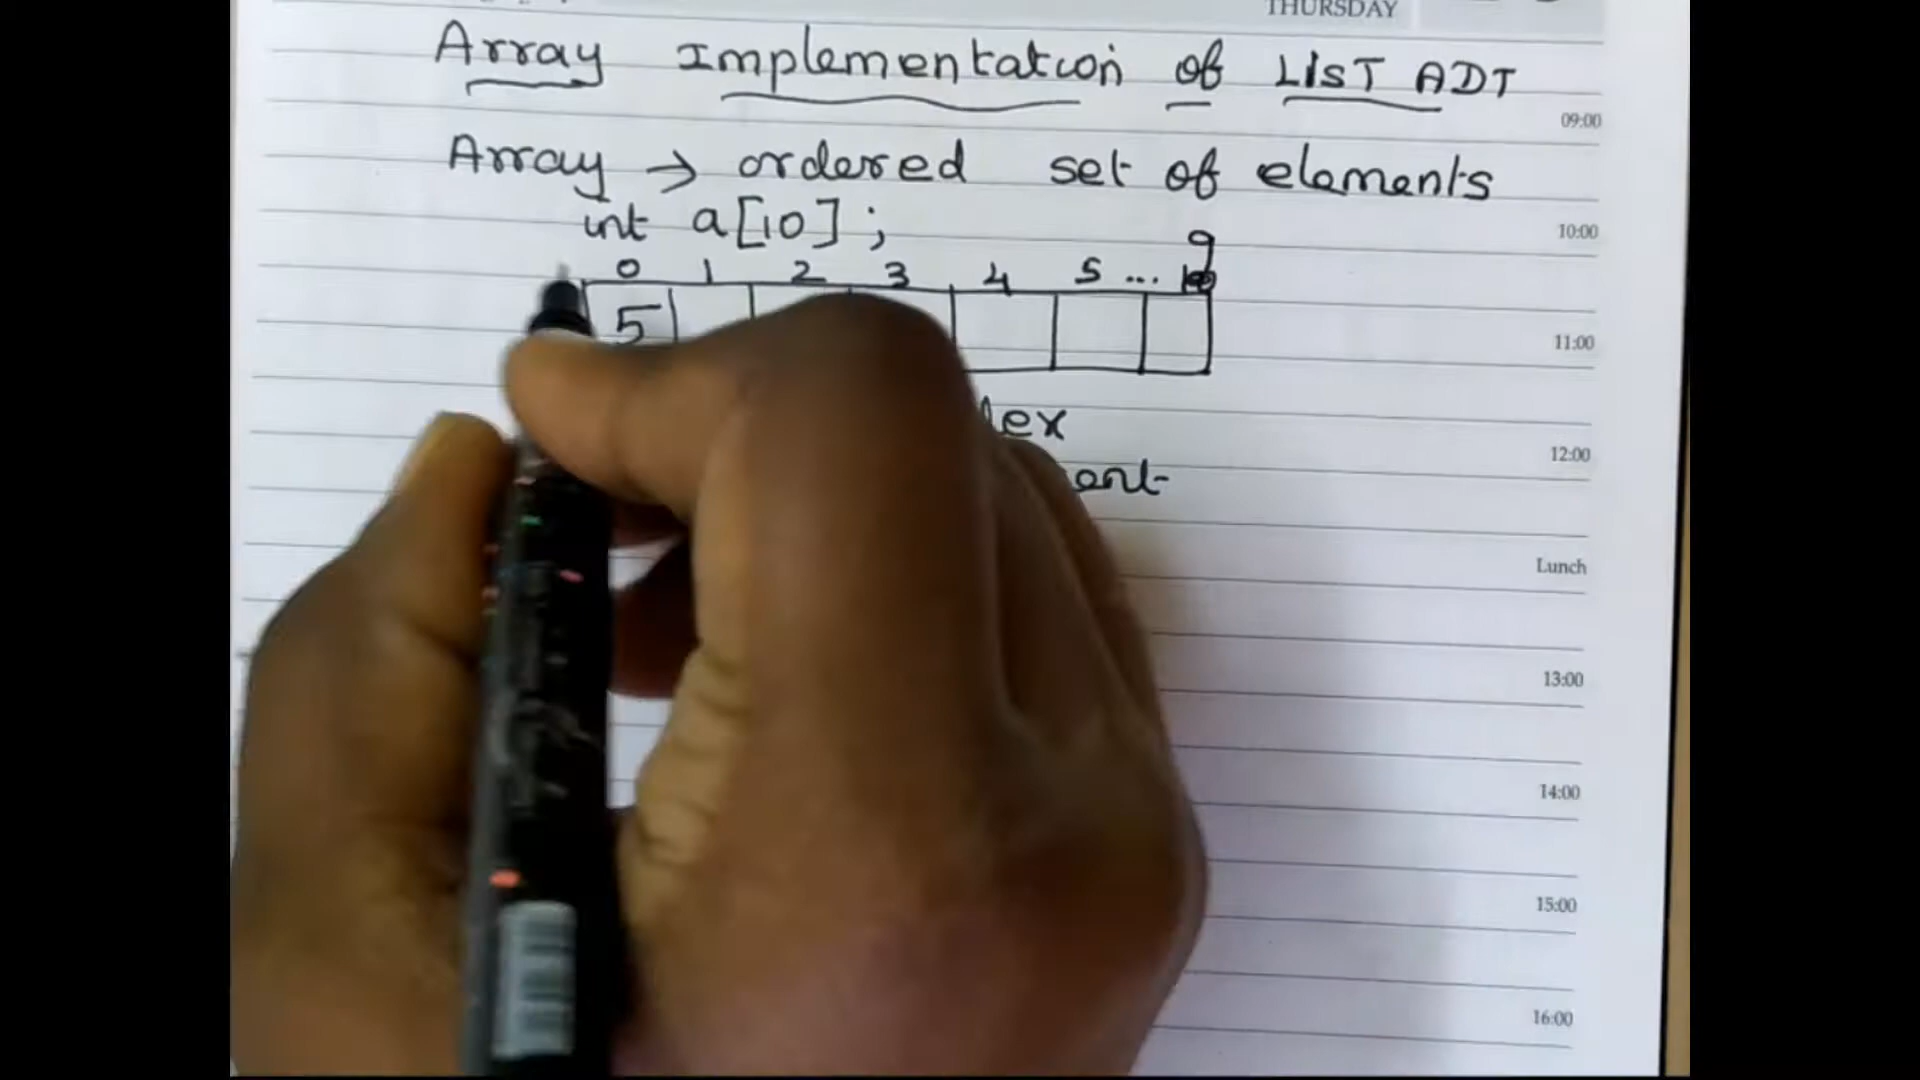 THURSDAY
Array Implementation of LIST ADT
09:00
Array → ordered set of elements
int a[10];
10:00
9
0 1 2 3 4 5 ...
5
11:00
12:00
Lunch
13:00
14:00
15:00
16:00